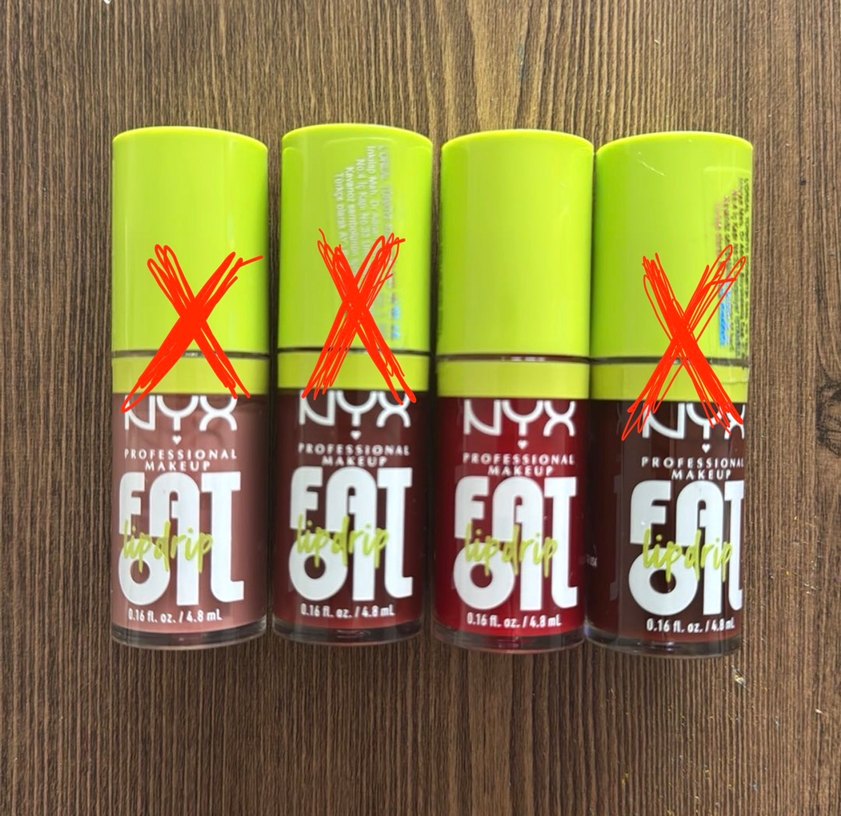 NYX
PROFESSIONAL
MAKEUP
FAT
OIL
lip drip
0.16 fl. oz. / 4.8 mL
NYX
PROFESSIONAL
MAKEUP
FAT
OIL
lip drip
0.16 fl. oz. / 4.8 mL
NYX
PROFESSIONAL
MAKEUP
FAT
OIL
lip drip
0.16 fl. oz. / 4.8 mL
NYX
PROFESSIONAL
MAKEUP
FAT
OIL
lip drip
0.16 fl. oz. / 4.8 mL